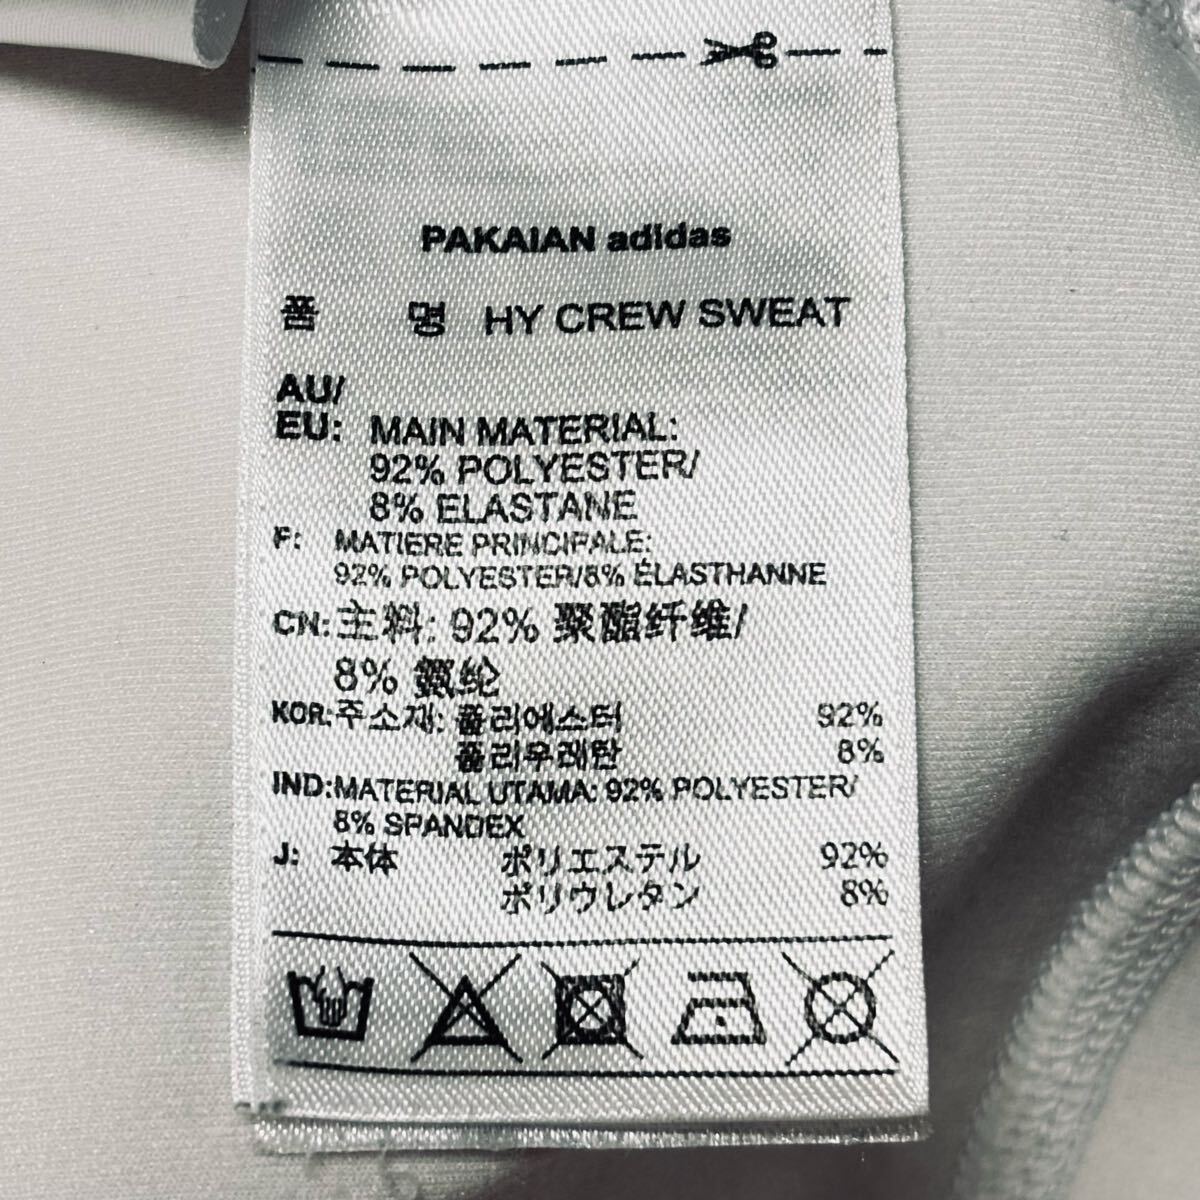 PAKAIAN adidas
품 명 HY CREW SWEAT
AU/
EU: MAIN MATERIAL:
92% POLYESTER/
8% ELASTANE
F: MATIERE PRINCIPALE:
92% POLYESTER/8% ÉLASTHANNE
CN: 主料: 92% 聚酯纤维/
8% 氨纶
KOR: 주소재: 폴리에스터 92%
폴리우레탄 8%
IND: MATERIAL UTAMA: 92% POLYESTER/
8% SPANDEX
J: 本体 ポリエステル 92%
ポリウレタン 8%